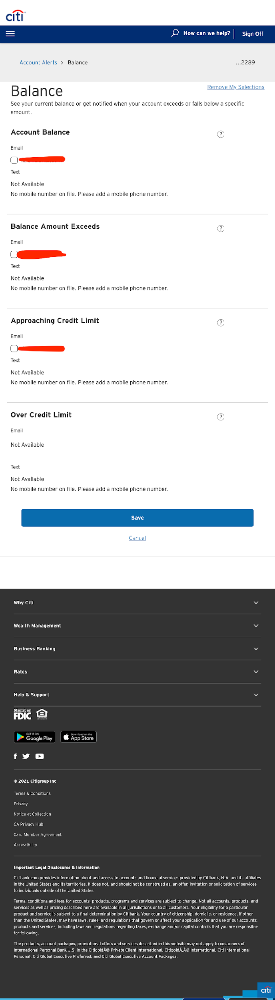 citi
How can we help?
Sign Off
Account Alerts > Balance
...2289
Balance
Remove My Selections
See your current balance or get notified when your account exceeds or falls below a specific
amount.
Account Balance
?
Email
Text
Not Available
No mobile number on file. Please add a mobile phone number.
Balance Amount Exceeds
?
Email
Text
Not Available
No mobile number on file. Please add a mobile phone number.
Approaching Credit Limit
?
Email
Text
Not Available
No mobile number on file. Please add a mobile phone number.
Over Credit Limit
?
Email
Not Available
Text
Not Available
No mobile number on file. Please add a mobile phone number.
Save
Cancel
Why Citi
Wealth Management
Business Banking
Rates
Help & Support
Member
FDIC
GET IT ON
Google Play
Download on the
App Store
© 2021 Citigroup Inc
Terms & Conditions
Privacy
Notice at Collection
CA Privacy Hub
Card Member Agreement
Accessibility
Important Legal Disclosures & Information
Citibank.com provides information about and access to accounts and financial services provided by Citibank, N.A. and its affiliates
in the United States and its territories. It does not, and should not be construed as, an offer, invitation or solicitation of services
to individuals outside of the United States.
Terms, conditions and fees for accounts, products, programs and services are subject to change. Not all accounts, products, and
services as well as pricing described here are available in all jurisdictions or to all customers. Your eligibility for a particular
product and service is subject to a final determination by Citibank. Your country of citizenship, domicile, or residence, if other
than the United States, may have laws, rules, and regulations that govern or affect your application for and use of our accounts,
products and services, including laws and regulations regarding taxes, exchange and/or capital controls that you are responsible
for following.
The products, account packages, promotional offers and services described in this website may not apply to customers of
International Personal Bank U.S. in the CitigoldÂ® Private Client International, CitigoldÃ‚Â® International, Citi International
Personal, Citi Global Executive Preferred, and Citi Global Executive Account Packages.
citi